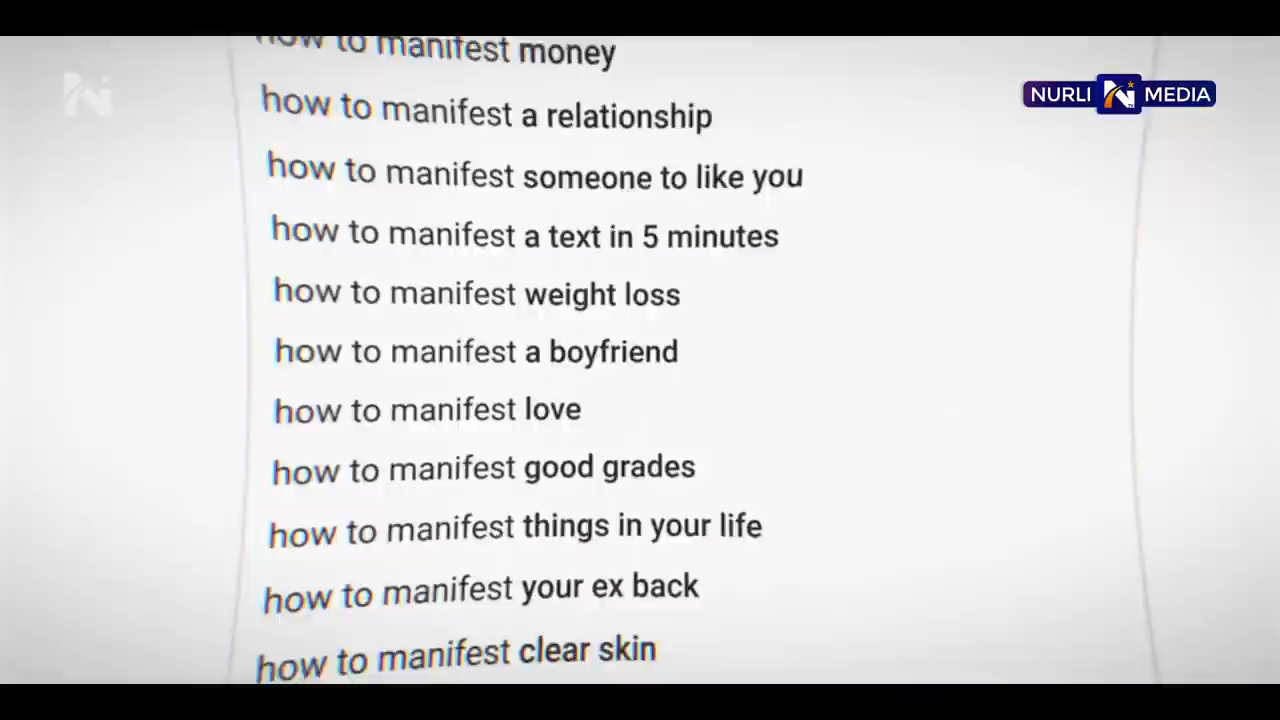 how to manifest money
NURLI N MEDIA
how to manifest a relationship
how to manifest someone to like you
how to manifest a text in 5 minutes
how to manifest weight loss
how to manifest a boyfriend
how to manifest love
how to manifest good grades
how to manifest things in your life
how to manifest your ex back
how to manifest clear skin